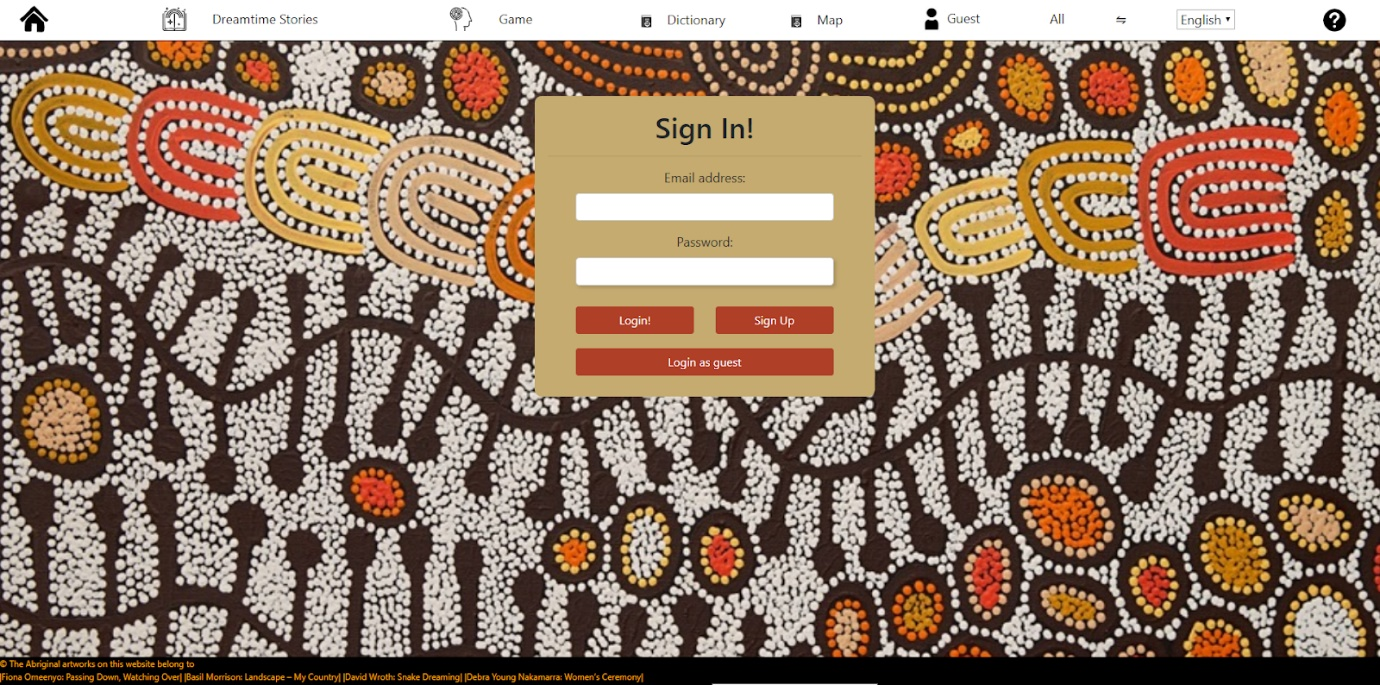 Dreamtime Stories Game Dictionary Map Guest All ⇋ English ▾ ?
Sign In!
Email address:
Password:
Login! Sign Up
Login as guest
© The Abriginal artworks on this website belong to
|Fiona Omeenyo: Passing Down, Watching Over| |Basil Morrison: Landscape – My Country| |David Wroth: Snake Dreaming| |Debra Young Nakamarra: Women's Ceremony|